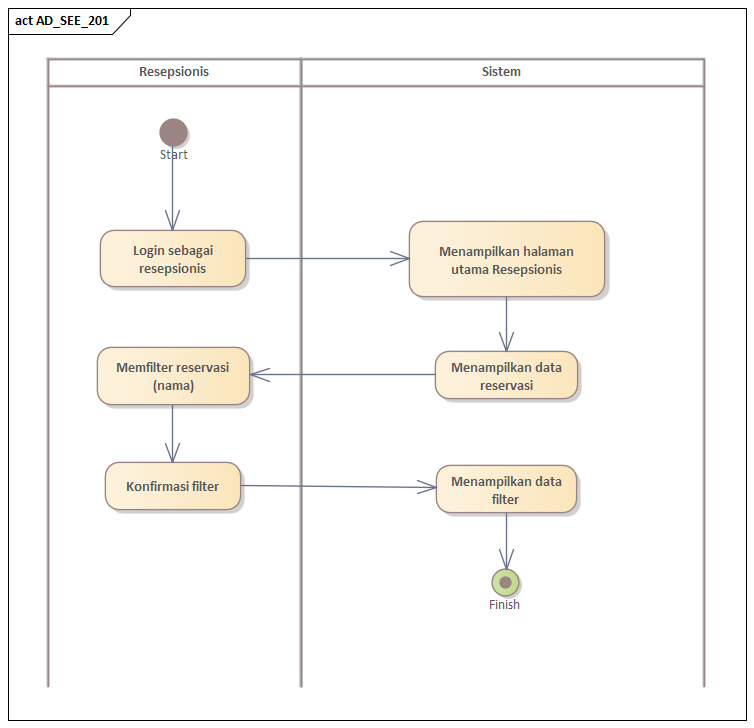 act AD_SEE_201
Resepsionis
Sistem
Start
Login sebagai
resepsionis
Menampilkan halaman
utama Resepsionis
Menampilkan data
reservasi
Memfilter reservasi
(nama)
Konfirmasi filter
Menampilkan data
filter
Finish